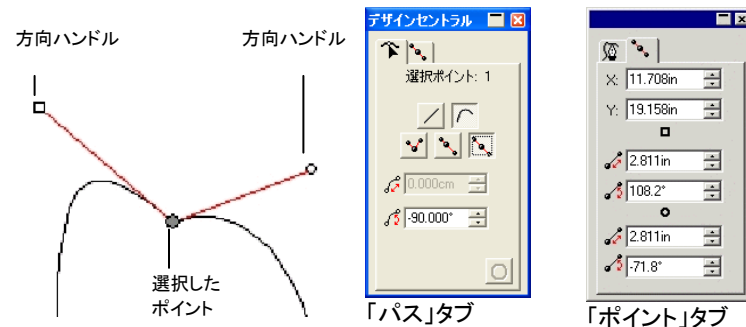 方向ハンドル
方向ハンドル
選択した
ポイント
デザインセントラル
選択ポイント: 1
0.000cm
-90.000°
「パス」タブ
X: 11.708in
Y: 19.158in
2.811in
108.2°
2.811in
-71.8°
「ポイント」タブ